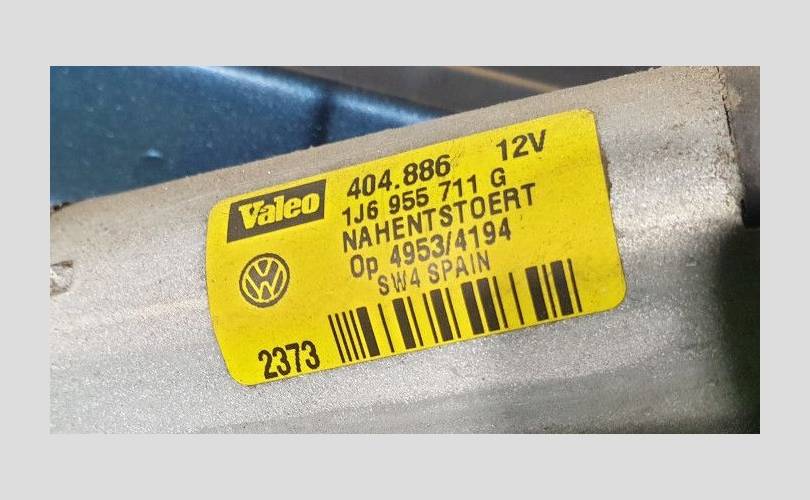 Valeo
404.886 12V
1J6 955 711 G
NAHENTSTOERT
Op 4953/4194
SW4 SPAIN
2373